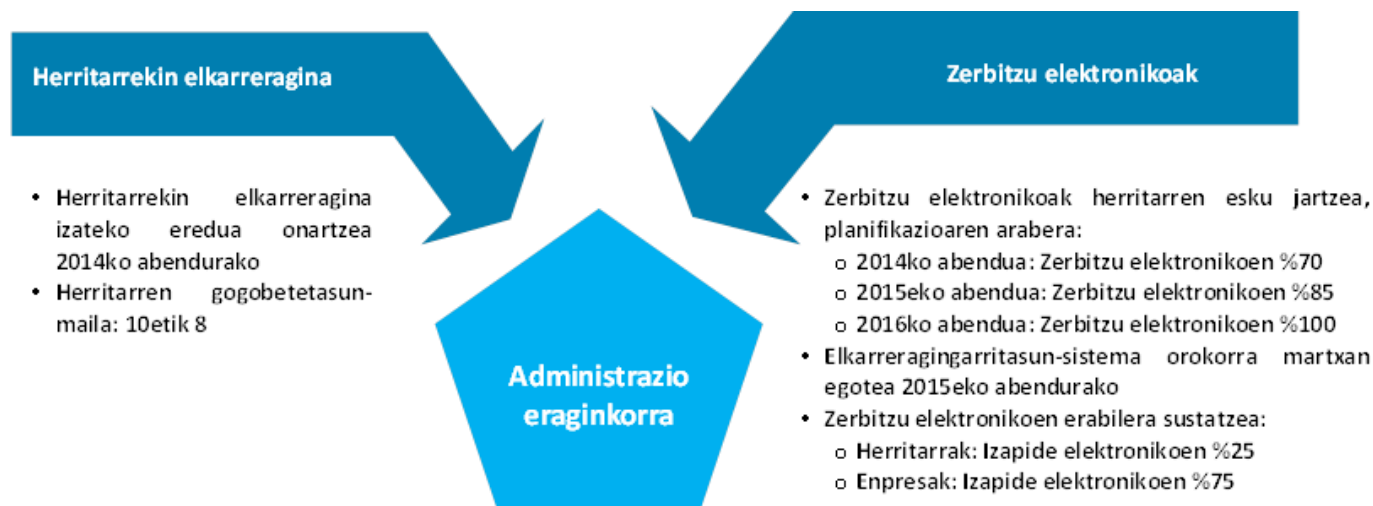 Herritarrekin elkarreragina
Zerbitzu elektronikoak
• Herritarrekin elkarreragina
izateko eredua onartzea
2014ko abendurako
• Herritarren gogobetetasun-
maila: 10etik 8
Administrazio
eraginkorra
• Zerbitzu elektronikoak herritarren esku jartzea,
planifikazioaren arabera:
o 2014ko abendua: Zerbitzu elektronikoen %70
o 2015eko abendua: Zerbitzu elektronikoen %85
o 2016ko abendua: Zerbitzu elektronikoen %100
• Elkarreragingarritasun-sistema orokorra martxan
egotea 2015eko abendurako
• Zerbitzu elektronikoen erabilera sustatzea:
o Herritarrak: Izapide elektronikoen %25
o Enpresak: Izapide elektronikoen %75